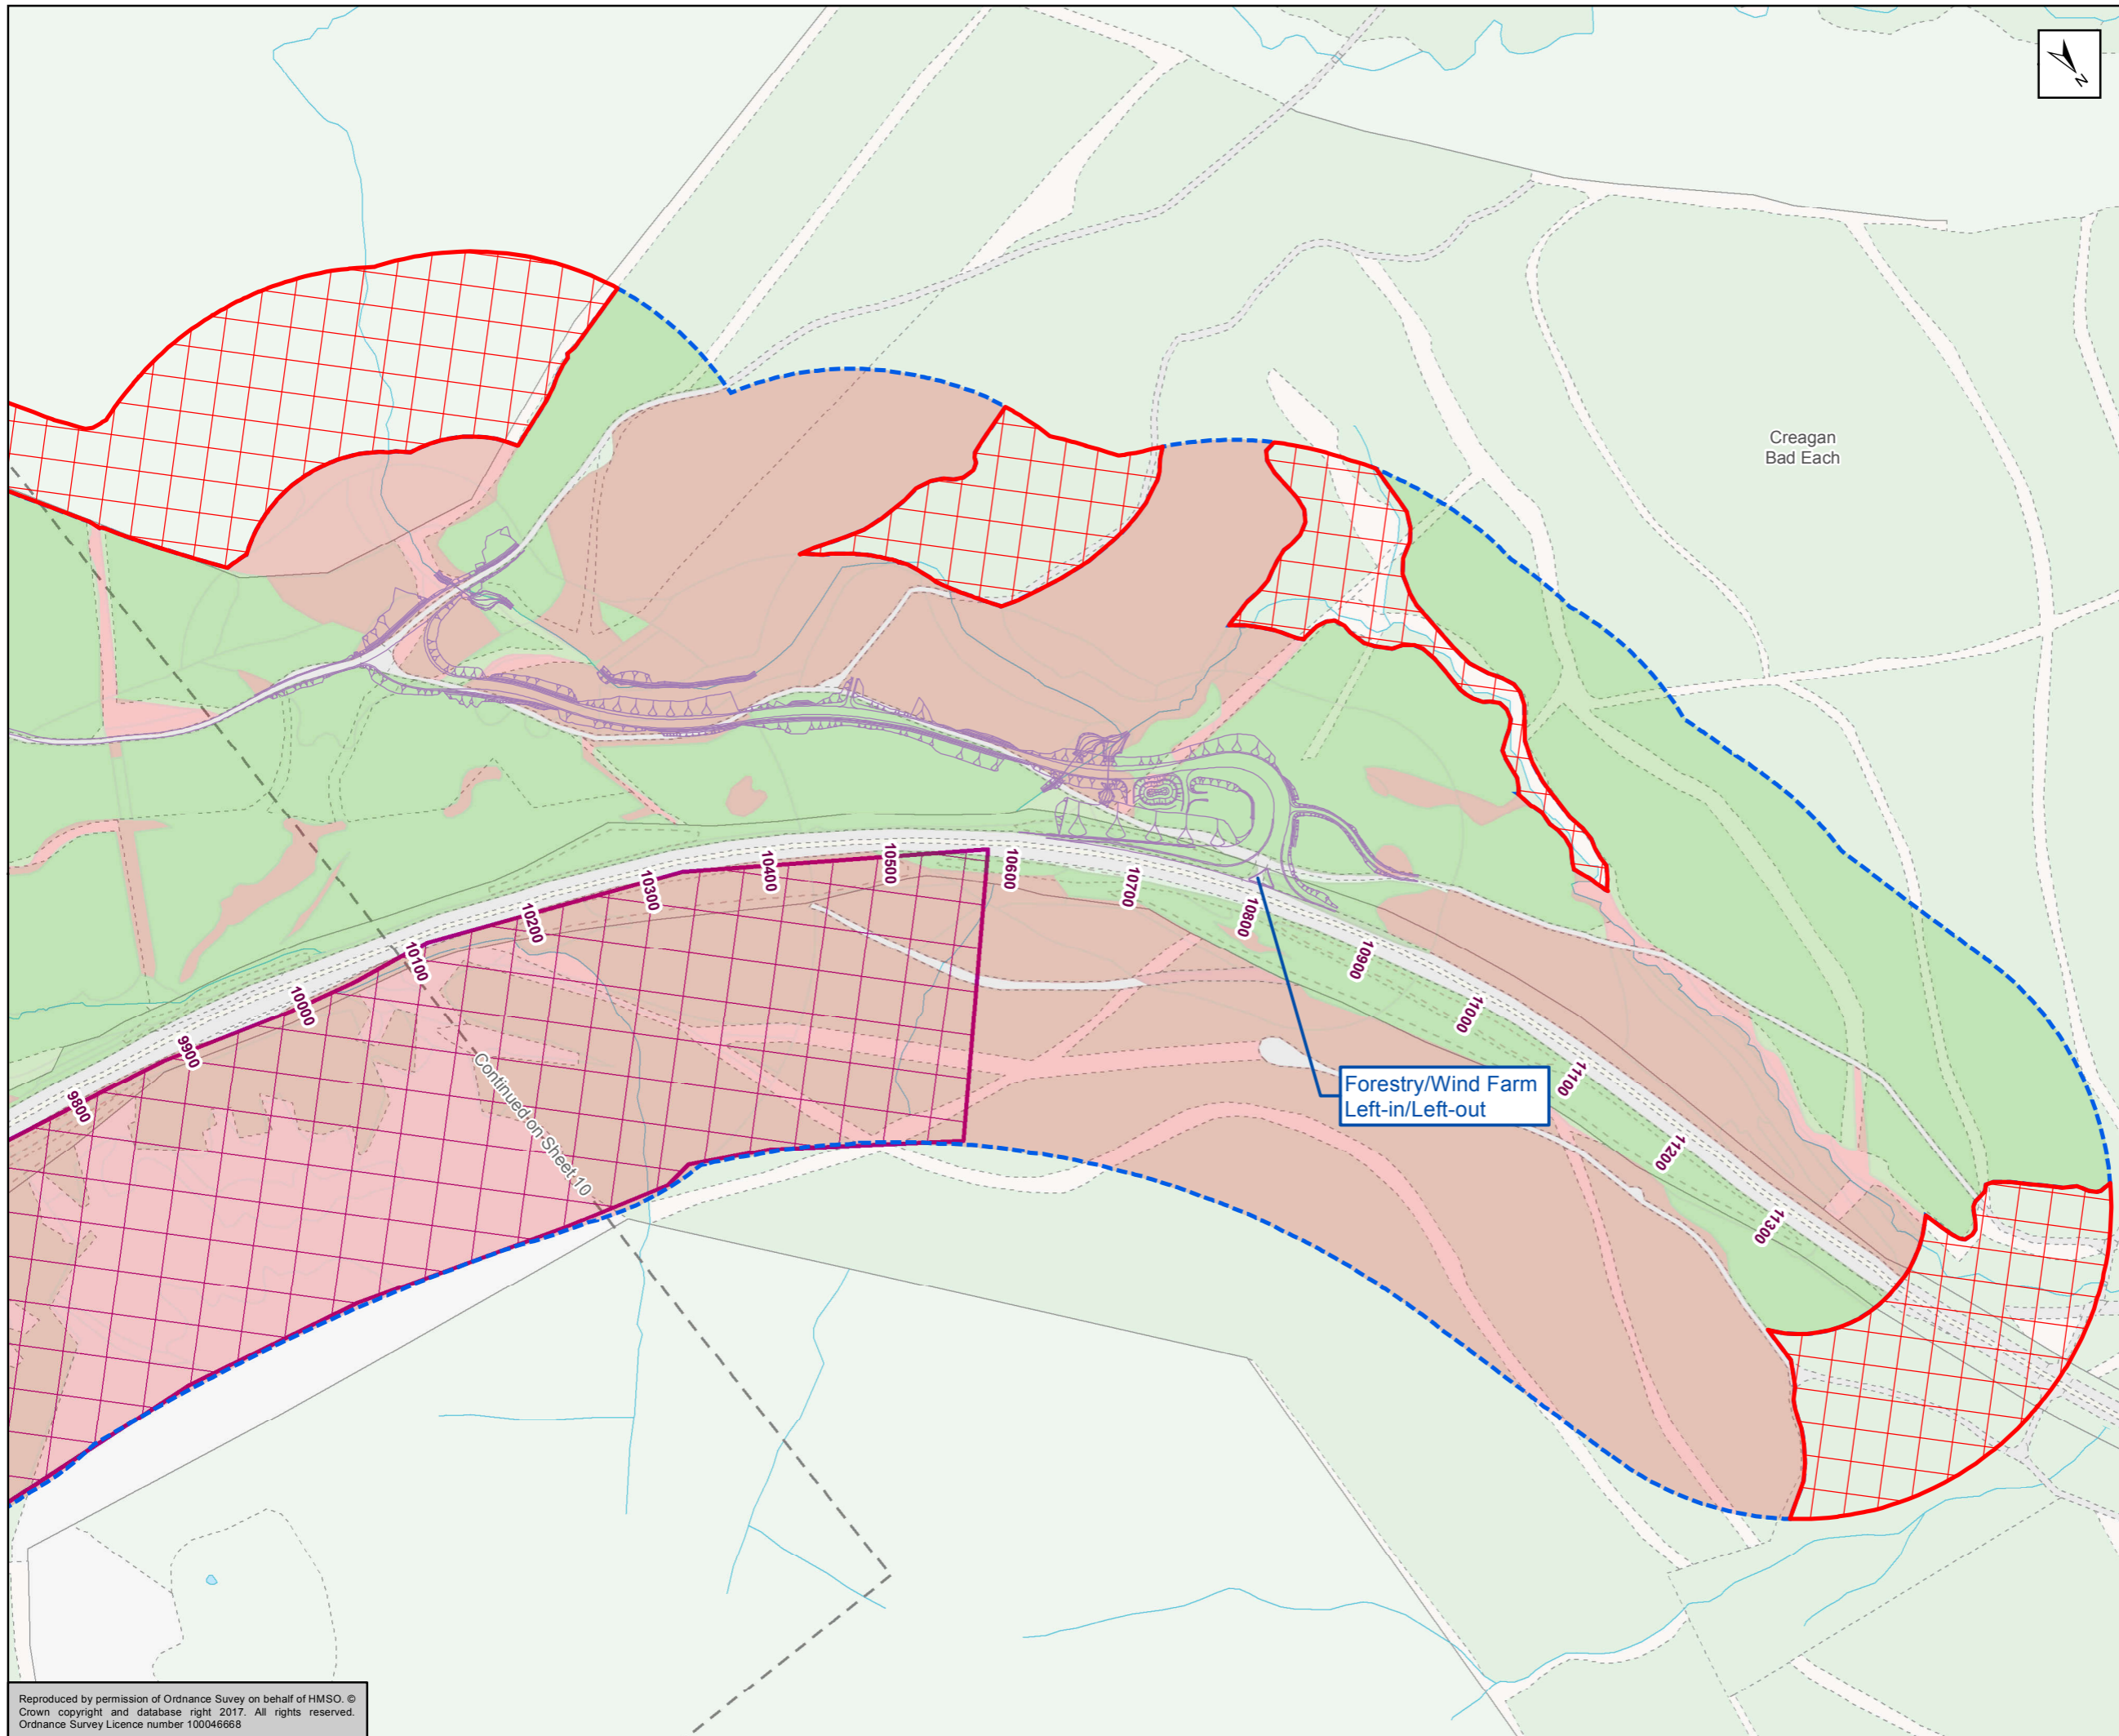 N
Creagan
Bad Each
9800
9900
10000
10100
10200
10300
10400
10500
10600
10700
10800
10900
11000
11100
11200
11300
Continuedon Sheet 10
Forestry/Wind Farm
Left-in/Left-out
Reproduced by permission of Ordnance Suvey on behalf of HMSO. ©
Crown copyright and database right 2017. All rights reserved.
Ordnance Survey Licence number 100046668